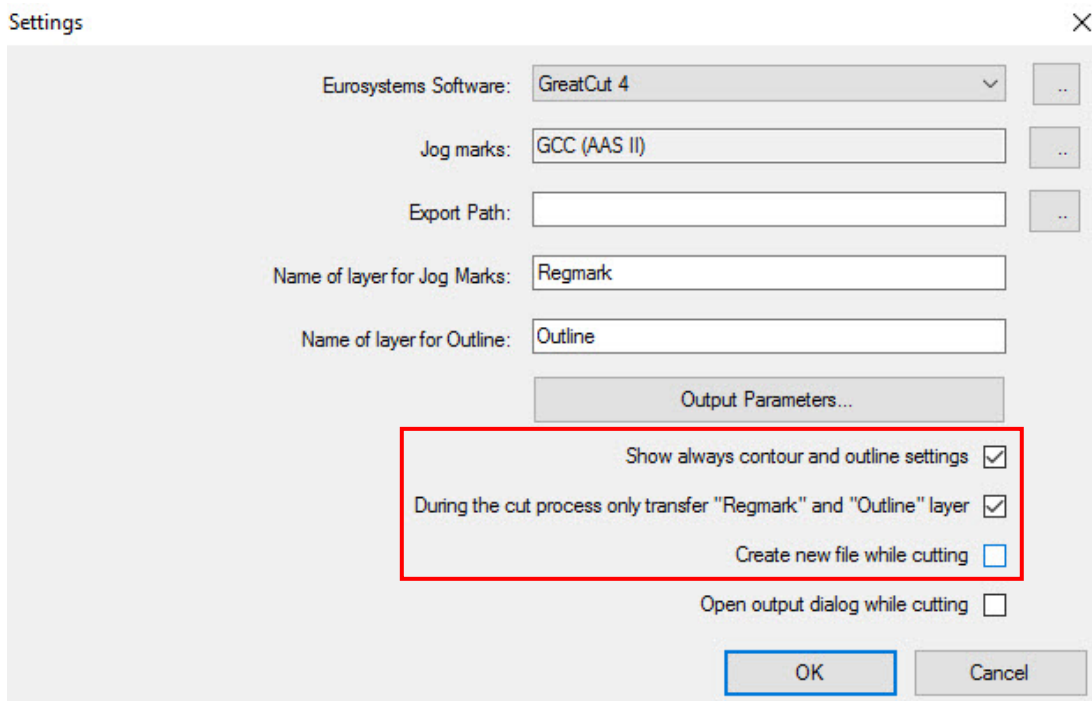 Settings
Eurosystems Software: GreatCut 4 ..
Jog marks: GCC (AAS II) ..
Export Path: ..
Name of layer for Jog Marks: Regmark
Name of layer for Outline: Outline
Output Parameters...
Show always contour and outline settings
During the cut process only transfer "Regmark" and "Outline" layer
Create new file while cutting
Open output dialog while cutting
OK Cancel